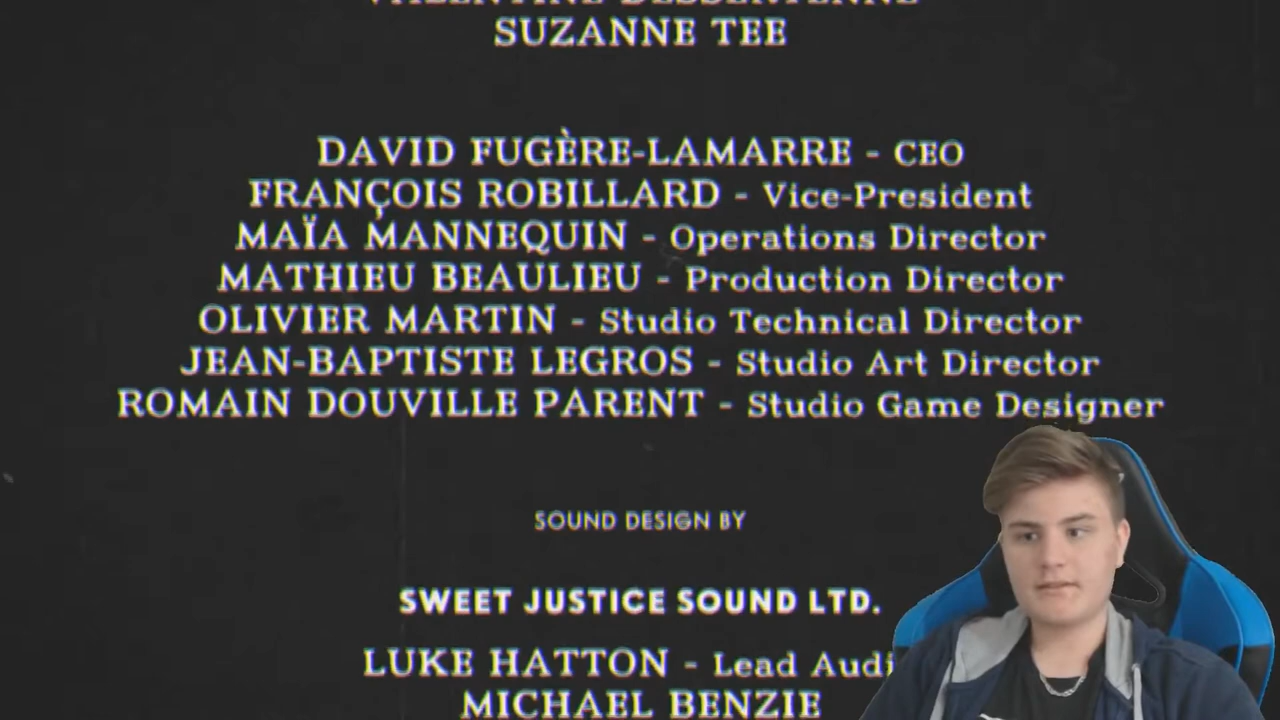 SUZANNE TEE
DAVID FUGÈRE-LAMARRE - CEO
FRANÇOIS ROBILLARD - Vice-President
MAÏA MANNEQUIN - Operations Director
MATHIEU BEAULIEU - Production Director
OLIVIER MARTIN - Studio Technical Director
JEAN-BAPTISTE LEGROS - Studio Art Director
ROMAIN DOUVILLE PARENT - Studio Game Designer
SOUND DESIGN BY
SWEET JUSTICE SOUND LTD.
LUKE HATTON - Lead Audi
MICHAEL BENZIE